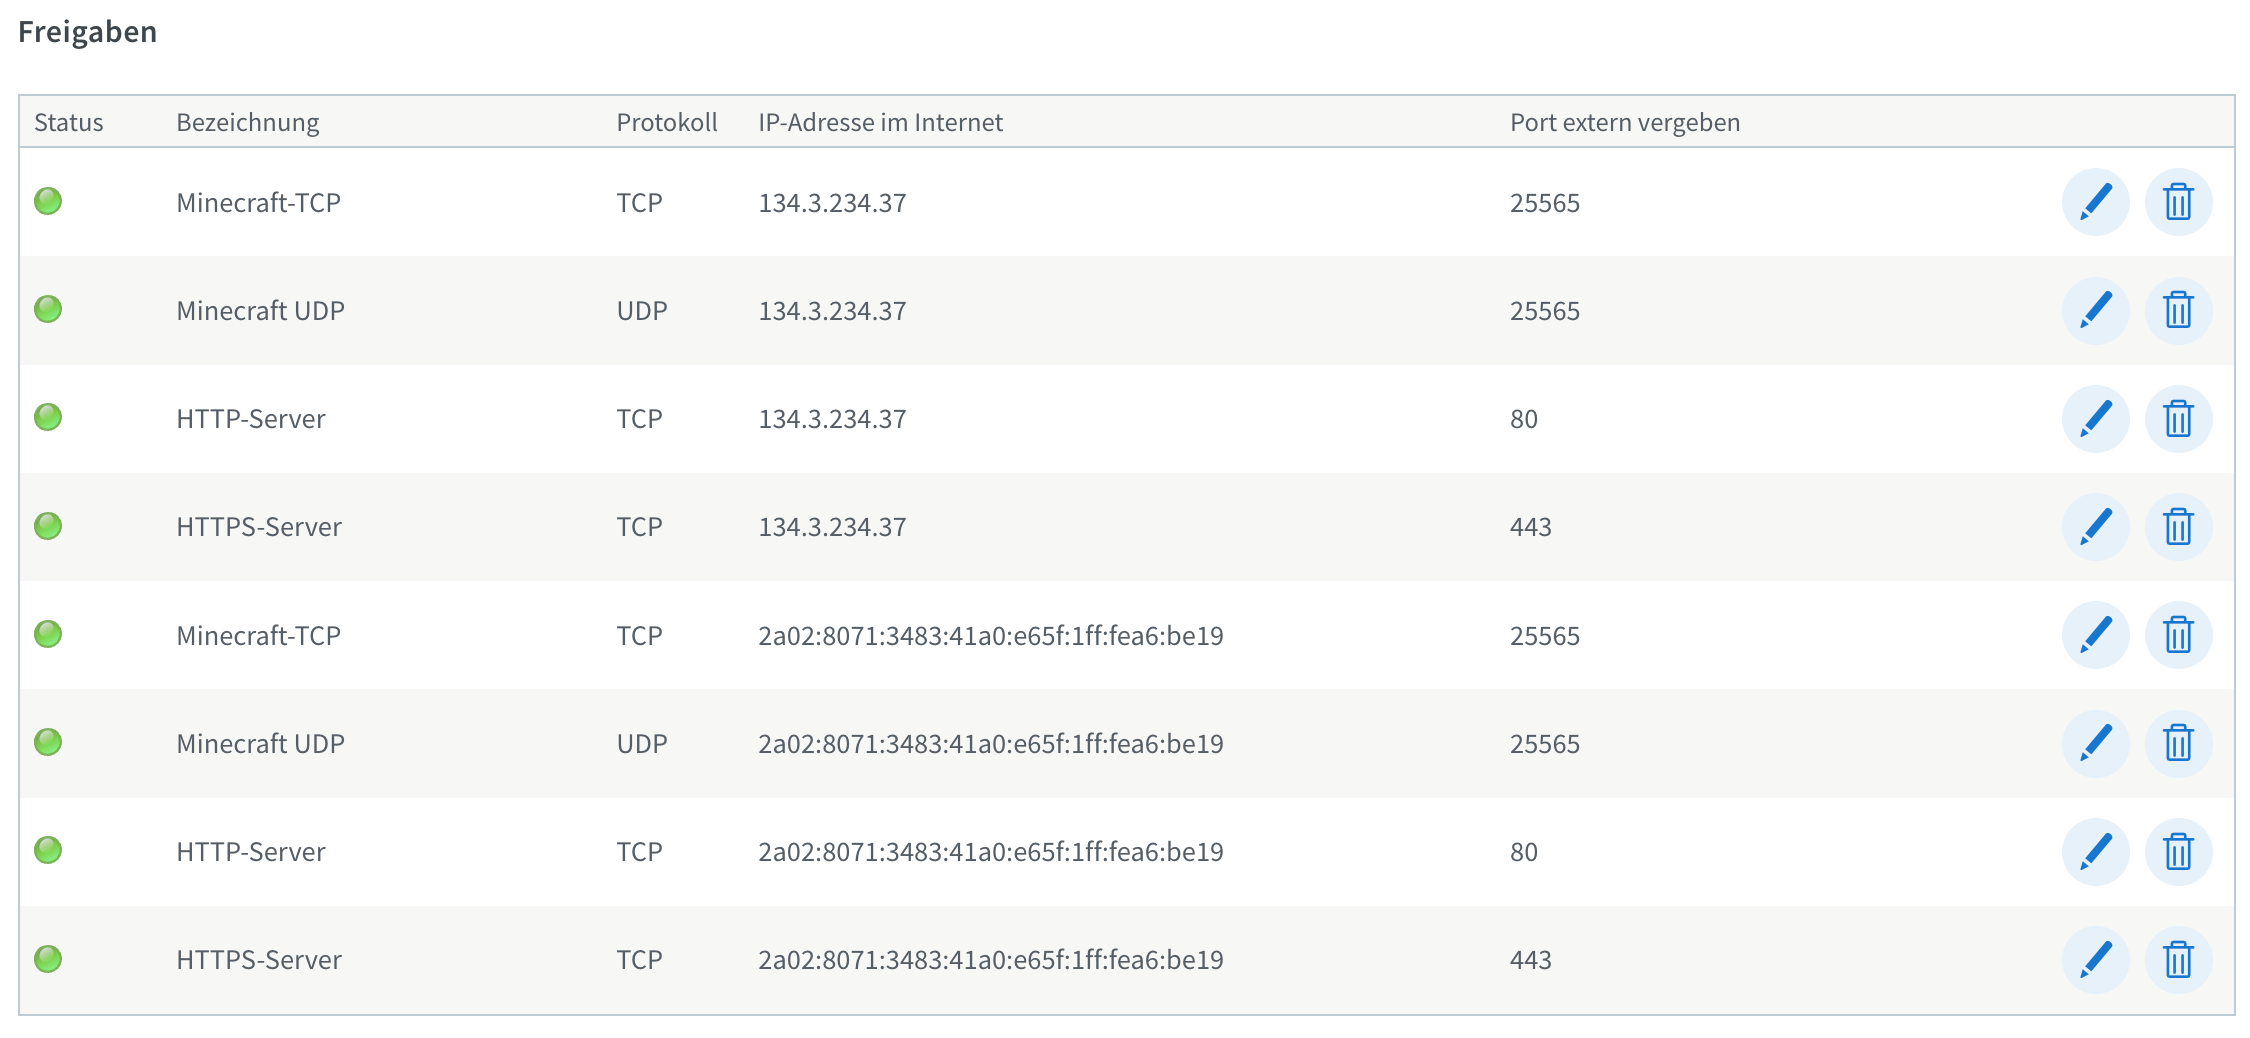 Freigaben
Status Bezeichnung Protokoll IP-Adresse im Internet Port extern vergeben
Minecraft-TCP TCP 134.3.234.37 25565
Minecraft UDP UDP 134.3.234.37 25565
HTTP-Server TCP 134.3.234.37 80
HTTPS-Server TCP 134.3.234.37 443
Minecraft-TCP TCP 2a02:8071:3483:41a0:e65f:1ff:fea6:be19 25565
Minecraft UDP UDP 2a02:8071:3483:41a0:e65f:1ff:fea6:be19 25565
HTTP-Server TCP 2a02:8071:3483:41a0:e65f:1ff:fea6:be19 80
HTTPS-Server TCP 2a02:8071:3483:41a0:e65f:1ff:fea6:be19 443